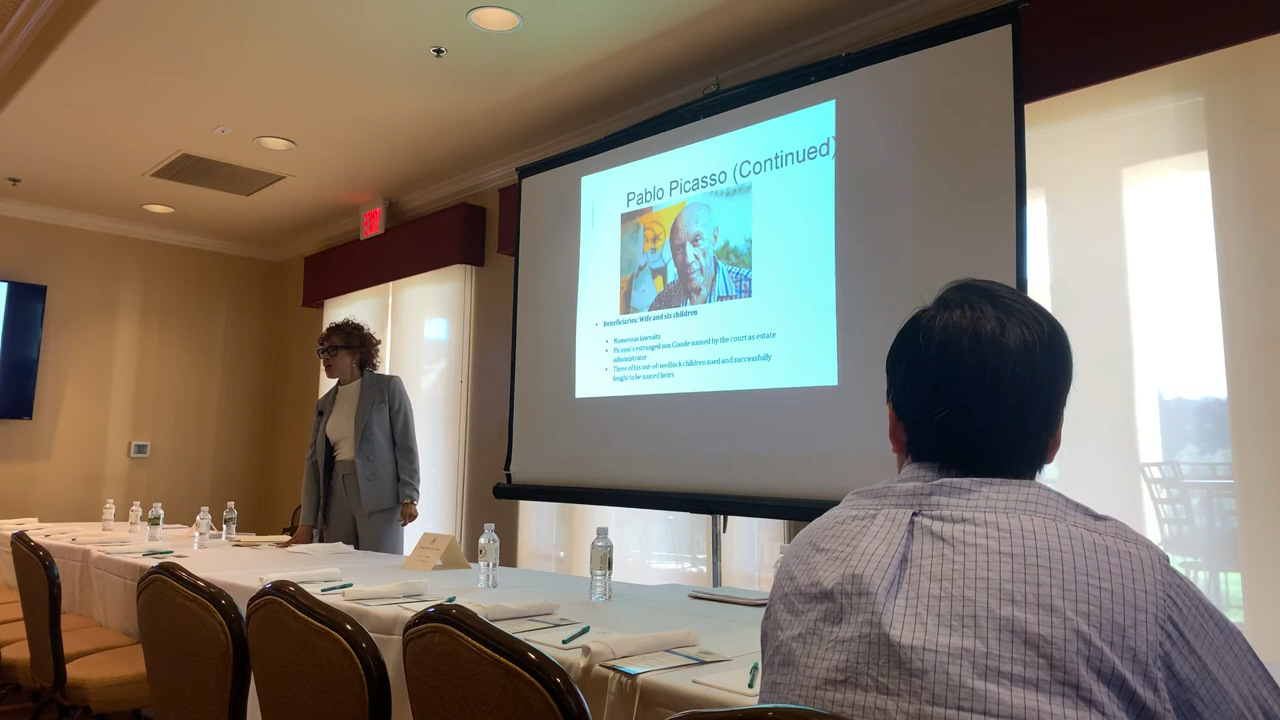 EXIT
Pablo Picasso (Continued)
Beneficiaries: Wife and six children
Numerous lawsuits
Picasso's estranged son Claude named by the court as estate
administrator
Three of his out-of-wedlock children sued and successfully
fought to be named heirs